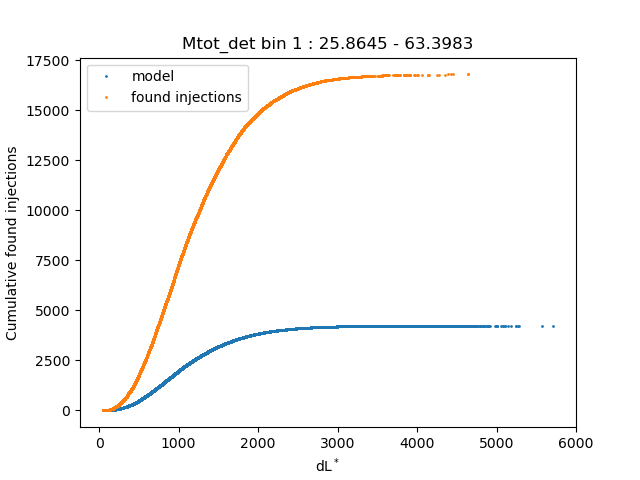 Mtot_det bin 1 : 25.8645 - 63.3983
model
found injections
17500
15000
12500
10000
7500
5000
2500
0
Cumulative found injections
0 1000 2000 3000 4000 5000 6000
dL*